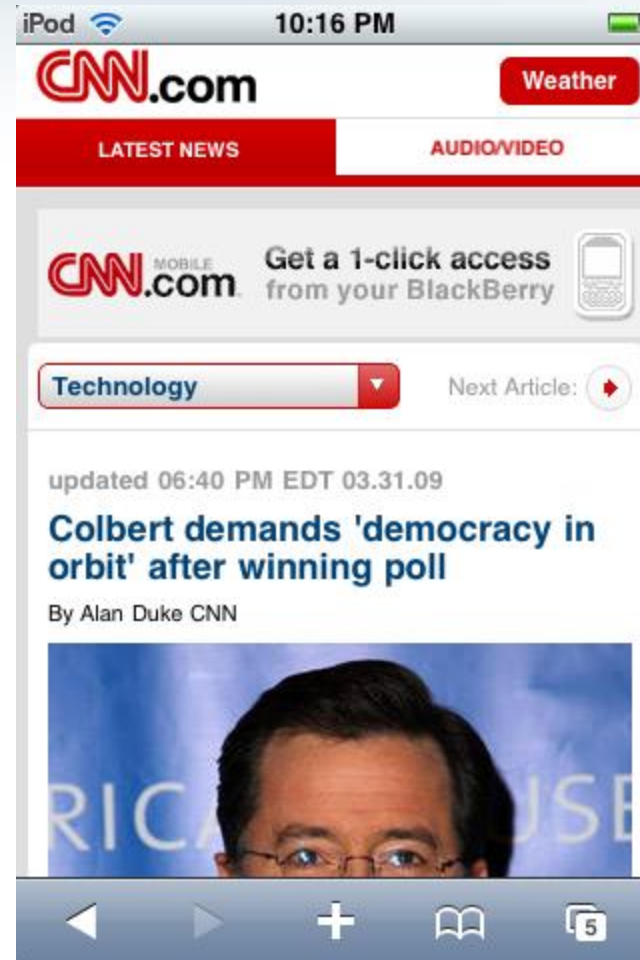 iPod 10:16 PM
CNN.com Weather
LATEST NEWS AUDIO/VIDEO
CNN MOBILE .com Get a 1-click access
from your BlackBerry
Technology Next Article:
updated 06:40 PM EDT 03.31.09
Colbert demands 'democracy in
orbit' after winning poll
By Alan Duke CNN
RIC USE
5